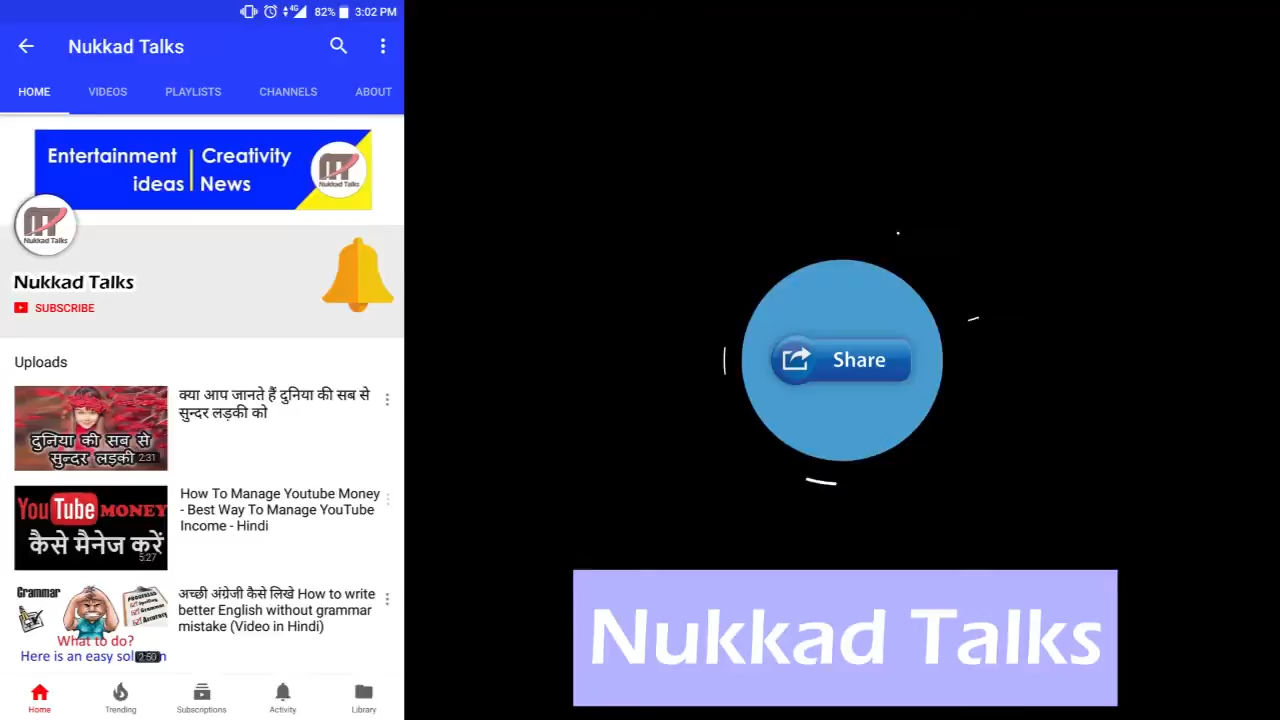 4G 82% 3:02 PM
Nukkad Talks
HOME VIDEOS PLAYLISTS CHANNELS ABOUT
Entertainment Creativity
ideas News
Nukkad Talks
Nukkad Talks
Nukkad Talks
SUBSCRIBE
Uploads
दुनिया की सब से
सुन्दर लड़की 2:31
क्या आप जानते हैं दुनिया की सब से
सुन्दर लड़की को
YouTube MONEY
कैसे मैनेज करें
5:27
How To Manage Youtube Money
- Best Way To Manage YouTube
Income - Hindi
Grammar
What to do?
Here is an easy
2:50
अच्छी अंग्रेजी कैसे लिखे How to write
better English without grammar
mistake (Video in Hindi)
Home Trending Subscriptions Activity Library
Share
Nukkad Talks